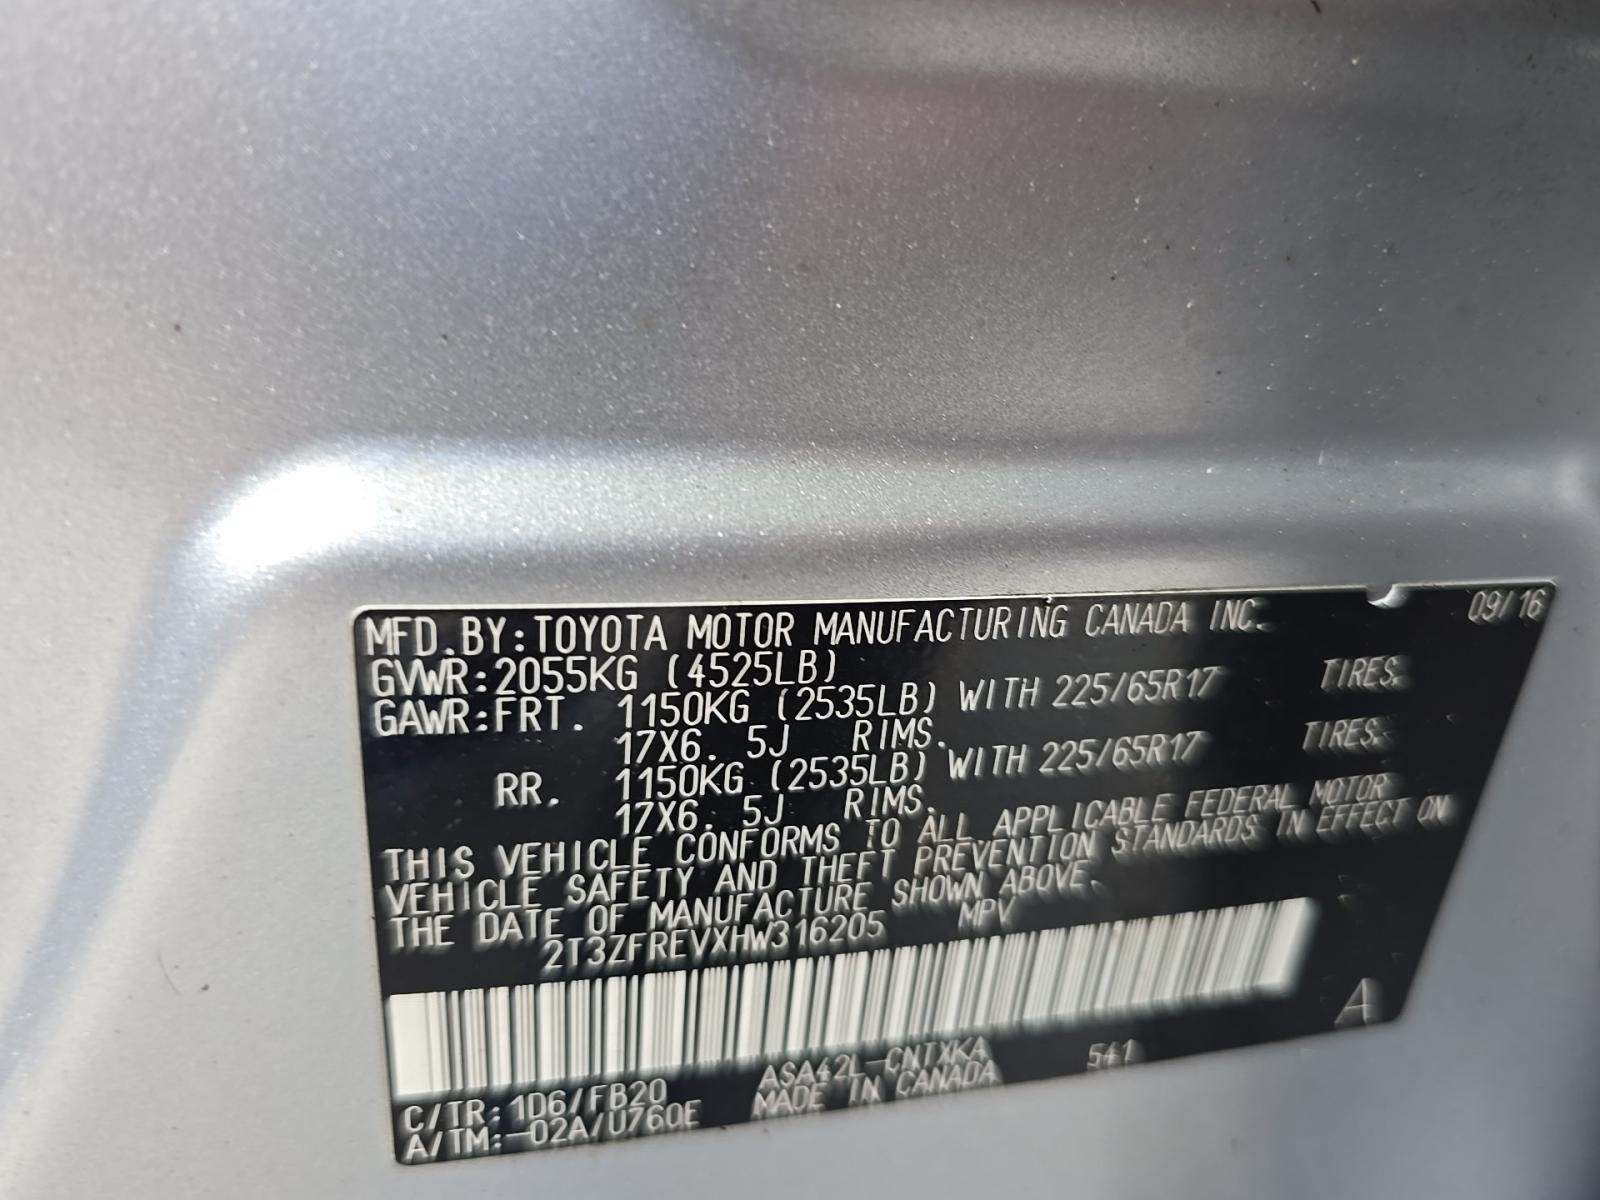 MFD.BY:TOYOTA MOTOR MANUFACTURING CANADA INC. 09/16
GVWR:2055KG (4525LB)
GAWR:FRT. 1150KG (2535LB) WITH 225/65R17 TIRES.
17X6. 5J RIMS.
RR. 1150KG (2535LB) WITH 225/65R17 TIRES.
17X6. 5J RIMS.
THIS VEHICLE CONFORMS TO ALL APPLICABLE FEDERAL MOTOR
VEHICLE SAFETY AND THEFT PREVENTION STANDARDS IN EFFECT ON
THE DATE OF MANUFACTURE SHOWN ABOVE.
2T3ZFREVXHW316205 MPV
A
C/TR:1D6/FB20 ASA42L-CNTXKA 541
A/TM:-02A/U760E MADE IN CANADA